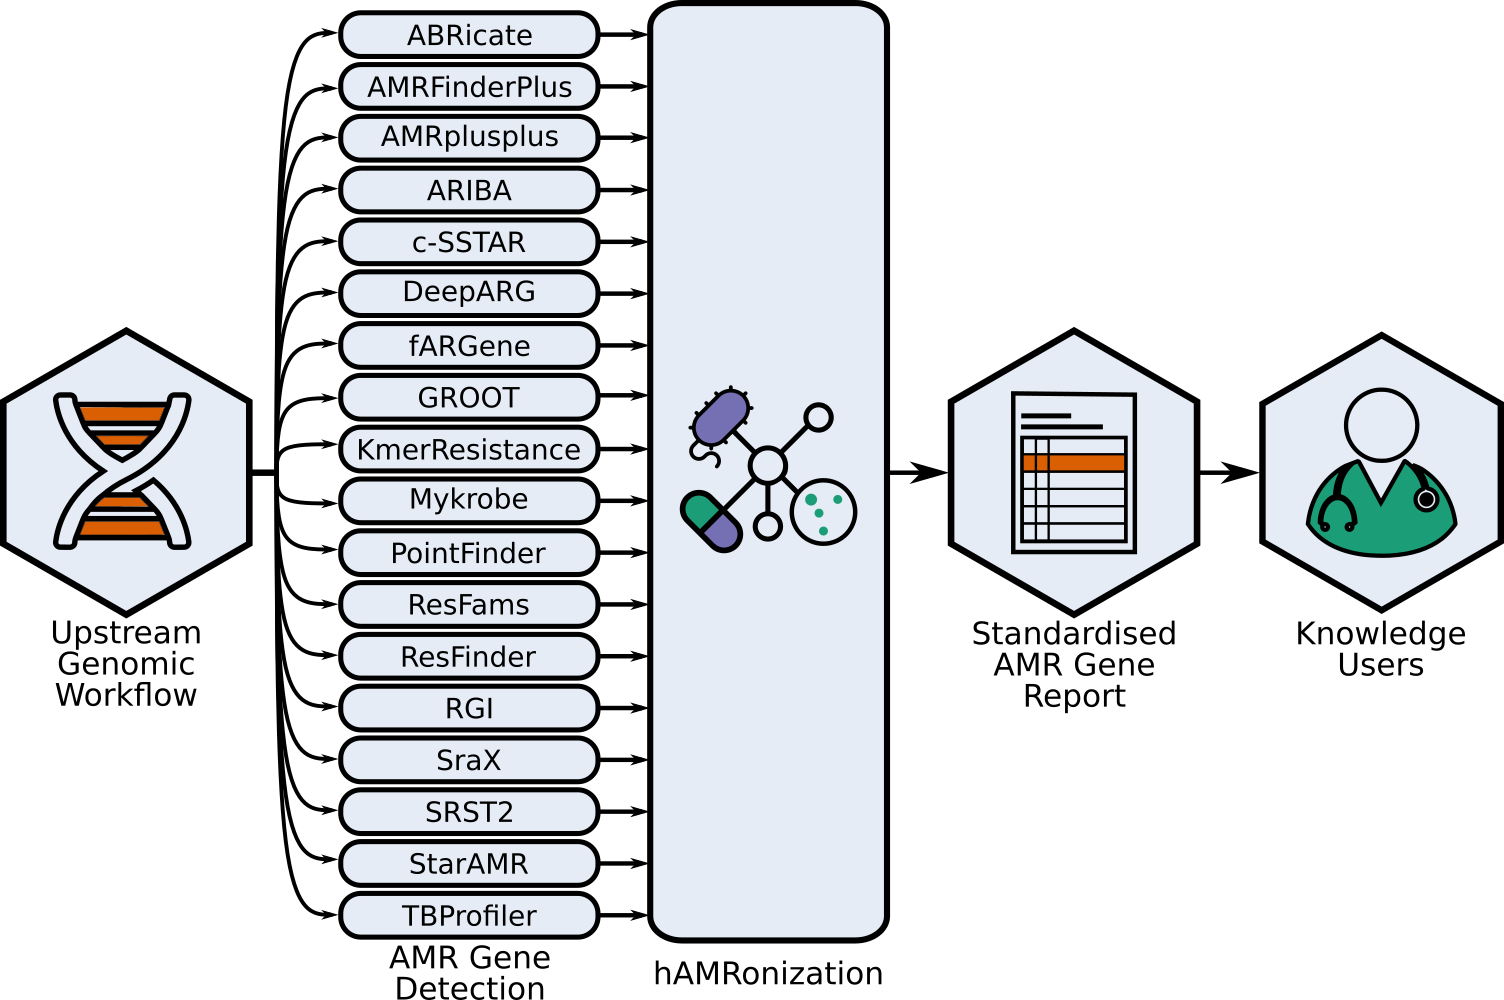 ABRicate
AMRFinderPlus
AMRplusplus
ARIBA
c-SSTAR
DeepARG
fARGene
GROOT
KmerResistance
Mykrobe
PointFinder
ResFams
ResFinder
RGI
SraX
SRST2
StarAMR
TBProfiler
Upstream
Genomic
Workflow
AMR Gene
Detection
hAMRonization
Standardised
AMR Gene
Report
Knowledge
Users